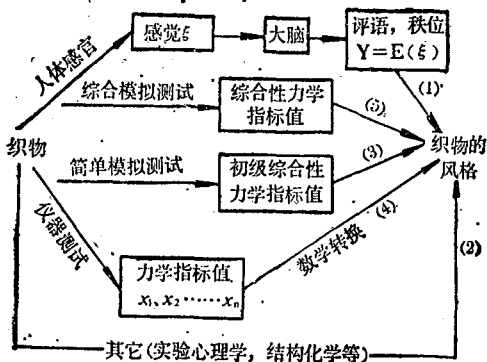 人体感官
感觉ξ
大脑
评语，秩位
Y=E(ξ)
(1)
综合模拟测试
综合性力学
指标值
(5)
织物
织物的
风格
简单模拟测试
初级综合性
力学指标值
(3)
仪器测试
力学指标值
x₁、x₂……xₙ
数学转换
(4)
(2)
其它(实验心理学，结构化学等)